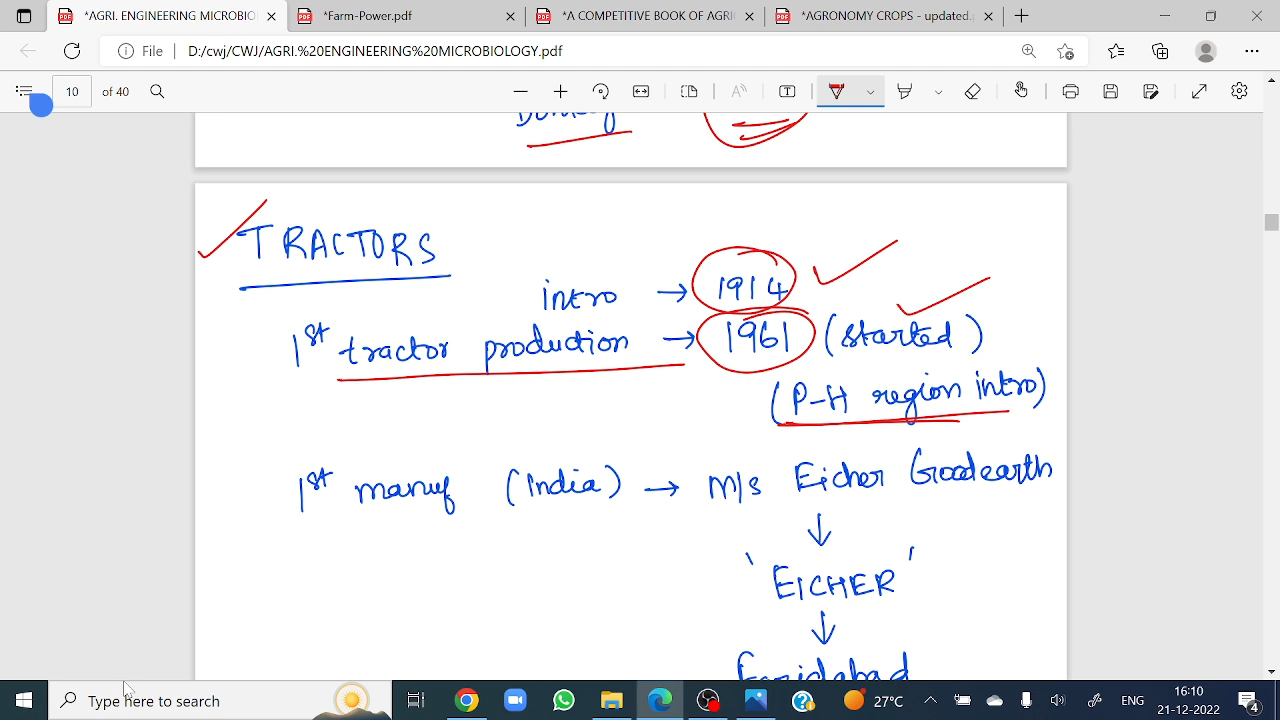 *AGRI. ENGINEERING MICROBIO
*Farm-Power.pdf
*A COMPETITIVE BOOK OF AGRI
*AGRONOMY CROPS - updated.
File
D:/cwj/CWJ/AGRI.%20ENGINEERING%20MICROBIOLOGY.pdf
10 of 40
TRACTORS
intro → 1914
1st tractor production → 1961 (started)
(P-H region intro)
1st manuf (India) → M/s Eicher Goodearth
↓
'EICHER'
↓
Faridabad
Type here to search
27°C
ENG
16:10
21-12-2022
4